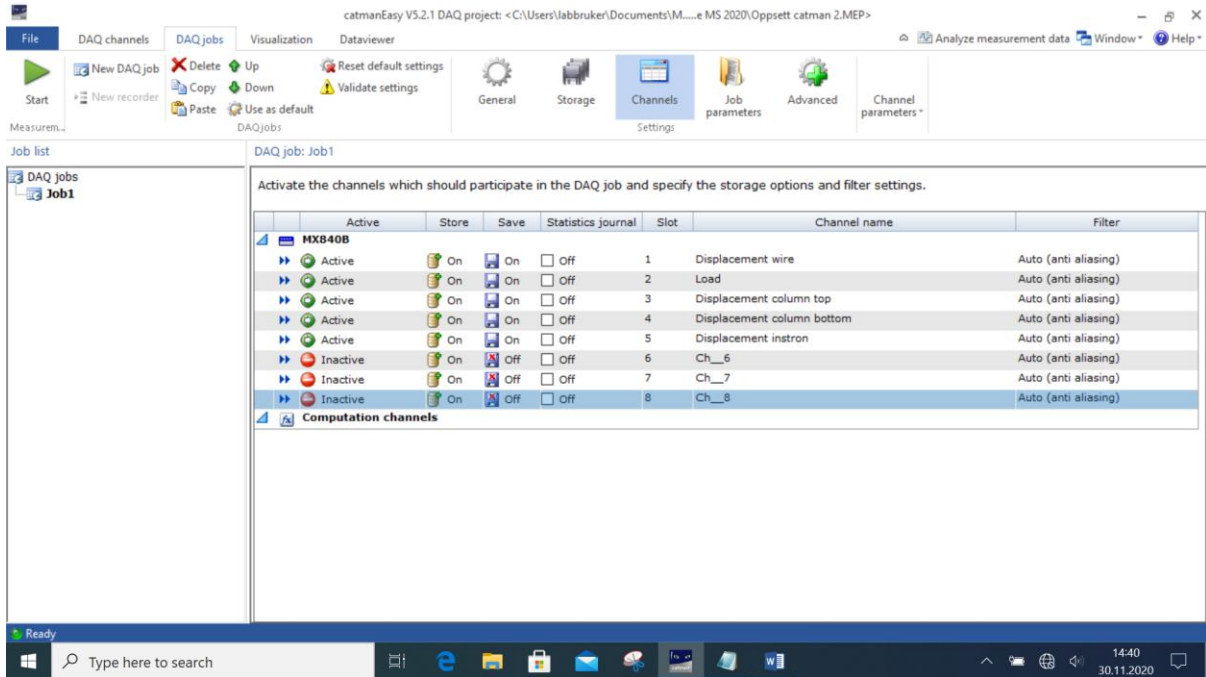 catmanEasy V5.2.1 DAQ project: <C:\Users\labbruker\Documents\M.....e MS 2020\Oppsett catman 2.MEP>
File DAQ channels DAQ jobs Visualization Dataviewer Analyze measurement data Window Help
Start
New DAQ job
New recorder
Delete
Copy
Paste
Up
Down
Use as default
Reset default settings
Validate settings
General
Storage
Channels
Job parameters
Advanced
Channel parameters
Measurem... DAQjobs Settings
Job list DAQ job: Job1
DAQ jobs
Job1
Activate the channels which should participate in the DAQ job and specify the storage options and filter settings.
Active Store Save Statistics journal Slot Channel name Filter
MX840B
Active On On Off 1 Displacement wire Auto (anti aliasing)
Active On On Off 2 Load Auto (anti aliasing)
Active On On Off 3 Displacement column top Auto (anti aliasing)
Active On On Off 4 Displacement column bottom Auto (anti aliasing)
Active On On Off 5 Displacement instron Auto (anti aliasing)
Inactive On Off Off 6 Ch__6 Auto (anti aliasing)
Inactive On Off Off 7 Ch__7 Auto (anti aliasing)
Inactive On Off Off 8 Ch__8 Auto (anti aliasing)
fx Computation channels
Ready
Type here to search
14:40
30.11.2020